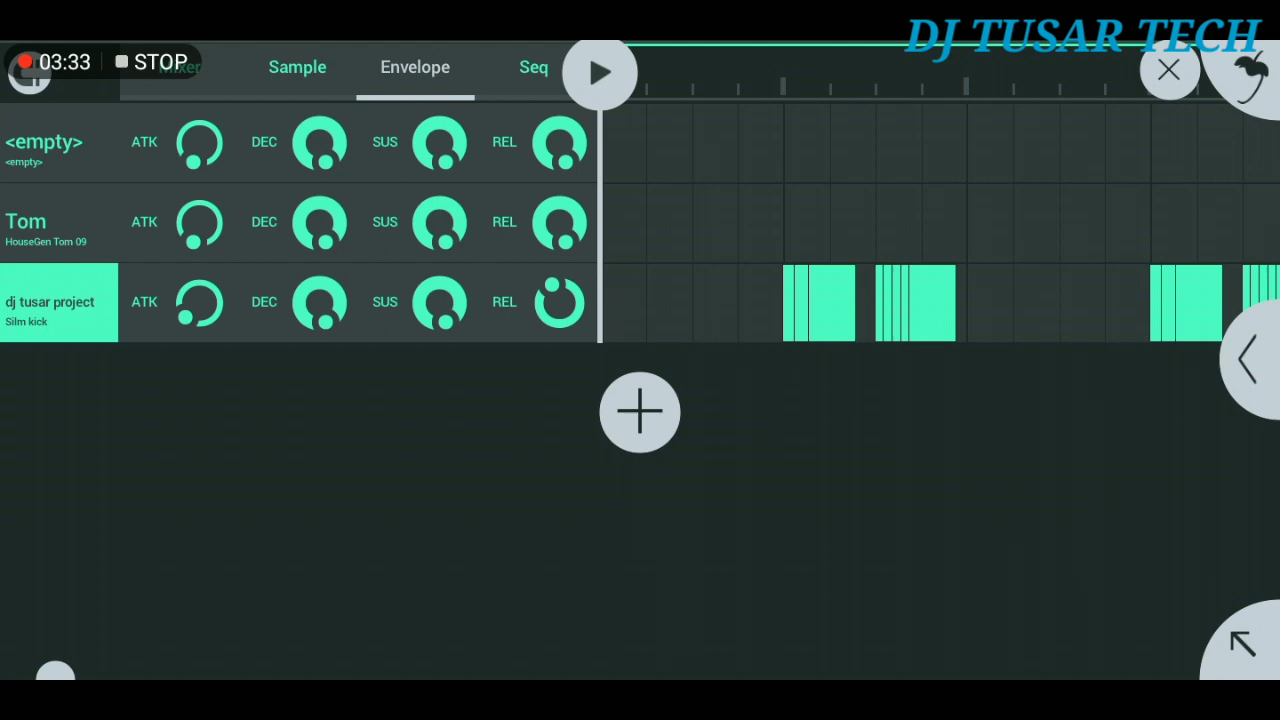 DJ TUSAR TECH
03:33 STOP
Mixer Sample Envelope Seq
<empty> ATK DEC SUS REL
<empty>
Tom ATK DEC SUS REL
HouseGen Tom 09
dj tusar project ATK DEC SUS REL
Silm kick